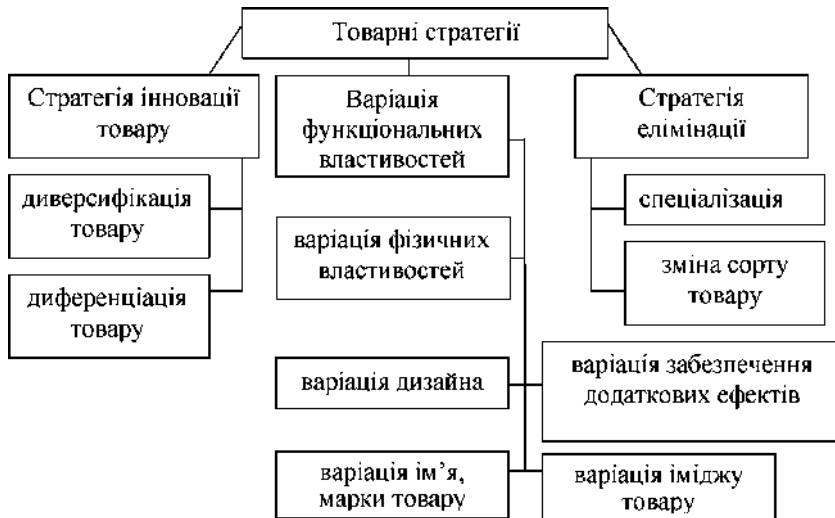 Товарні стратегії
Стратегія інновації
товару
Варіація
функціональних
властивостей
Стратегія
елімінації
диверсифікація
товару
варіація фізичних
властивостей
спеціалізація
диференціація
товару
зміна сорту
товару
варіація дизайна
варіація забезпечення
додаткових ефектів
варіація ім’я,
марки товару
варіація іміджу
товару